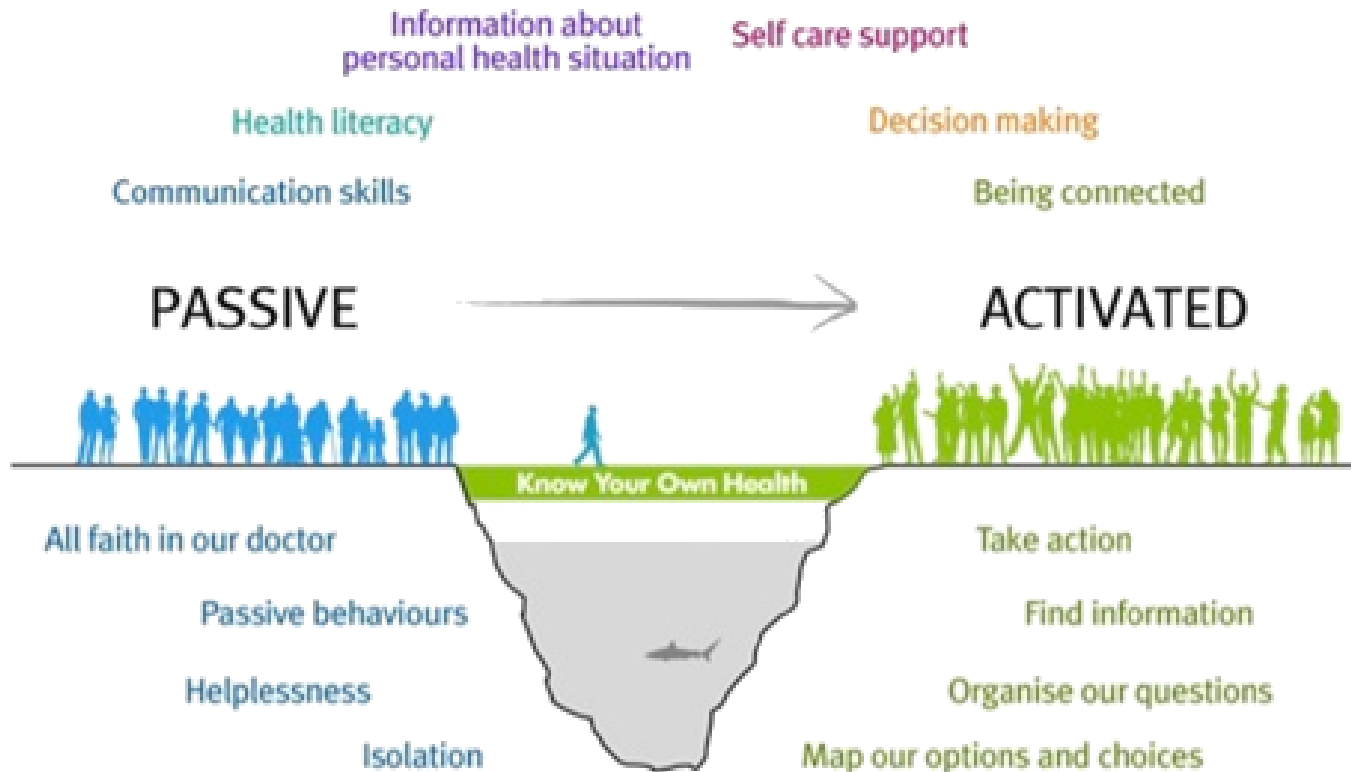 Information about
personal health situation
Self care support
Health literacy
Decision making
Communication skills
Being connected
PASSIVE
ACTIVATED
Know Your Own Health
All faith in our doctor
Take action
Passive behaviours
Find information
Helplessness
Organise our questions
Isolation
Map our options and choices